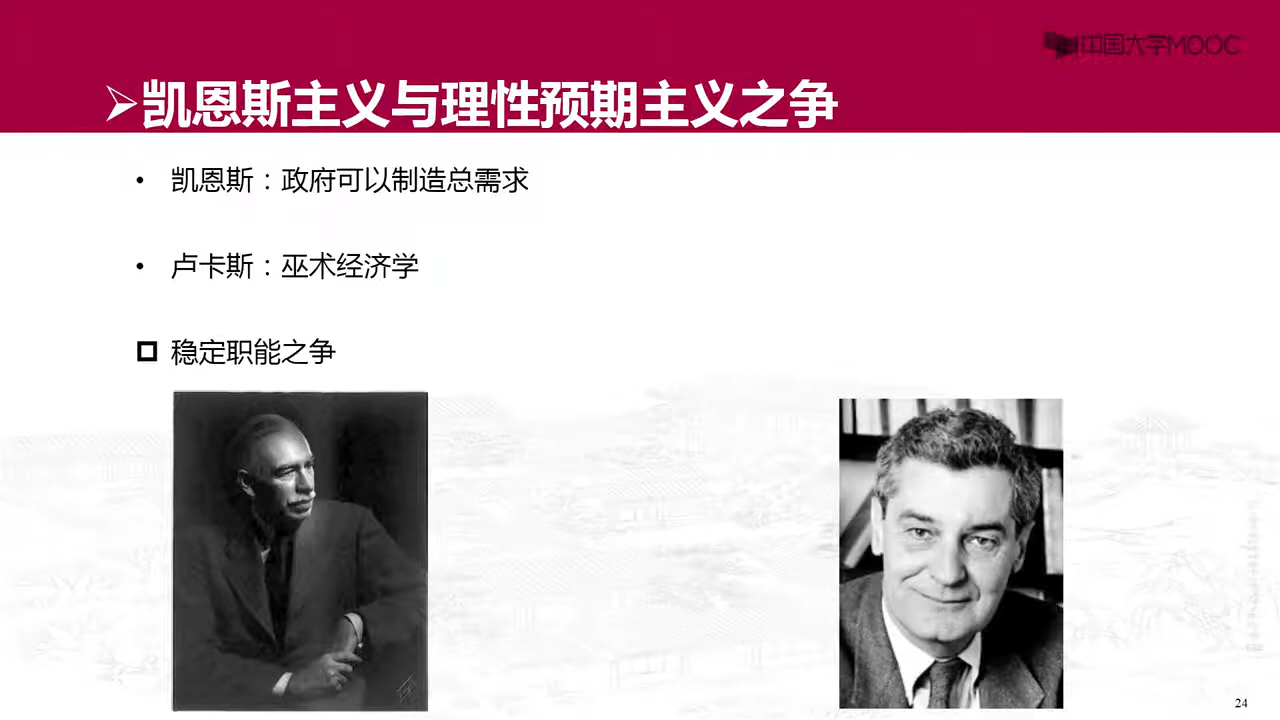 中国大学MOOC
凯恩斯主义与理性预期主义之争
凯恩斯：政府可以制造总需求
卢卡斯：巫术经济学
稳定职能之争
24